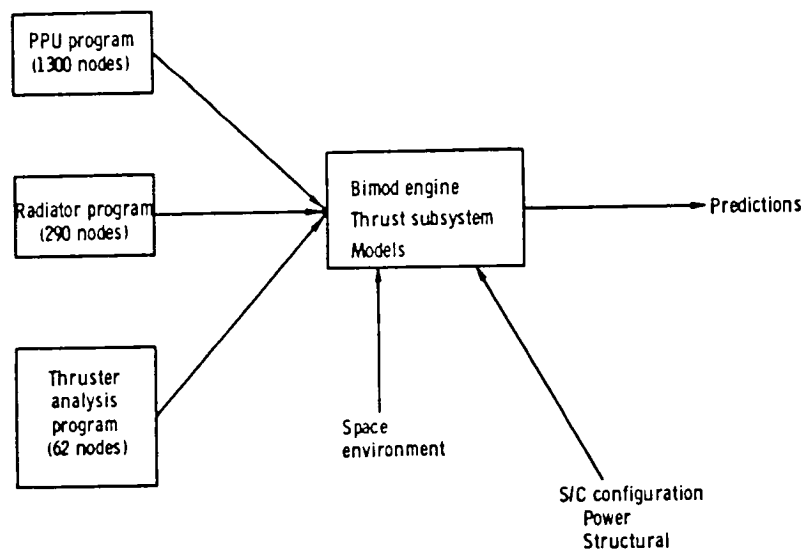 PPU program
(1300 nodes)
Radiator program
(290 nodes)
Thruster
analysis
program
(62 nodes)
Bimod engine
Thrust subsystem
Models
Predictions
Space
environment
S/C configuration
Power
Structural